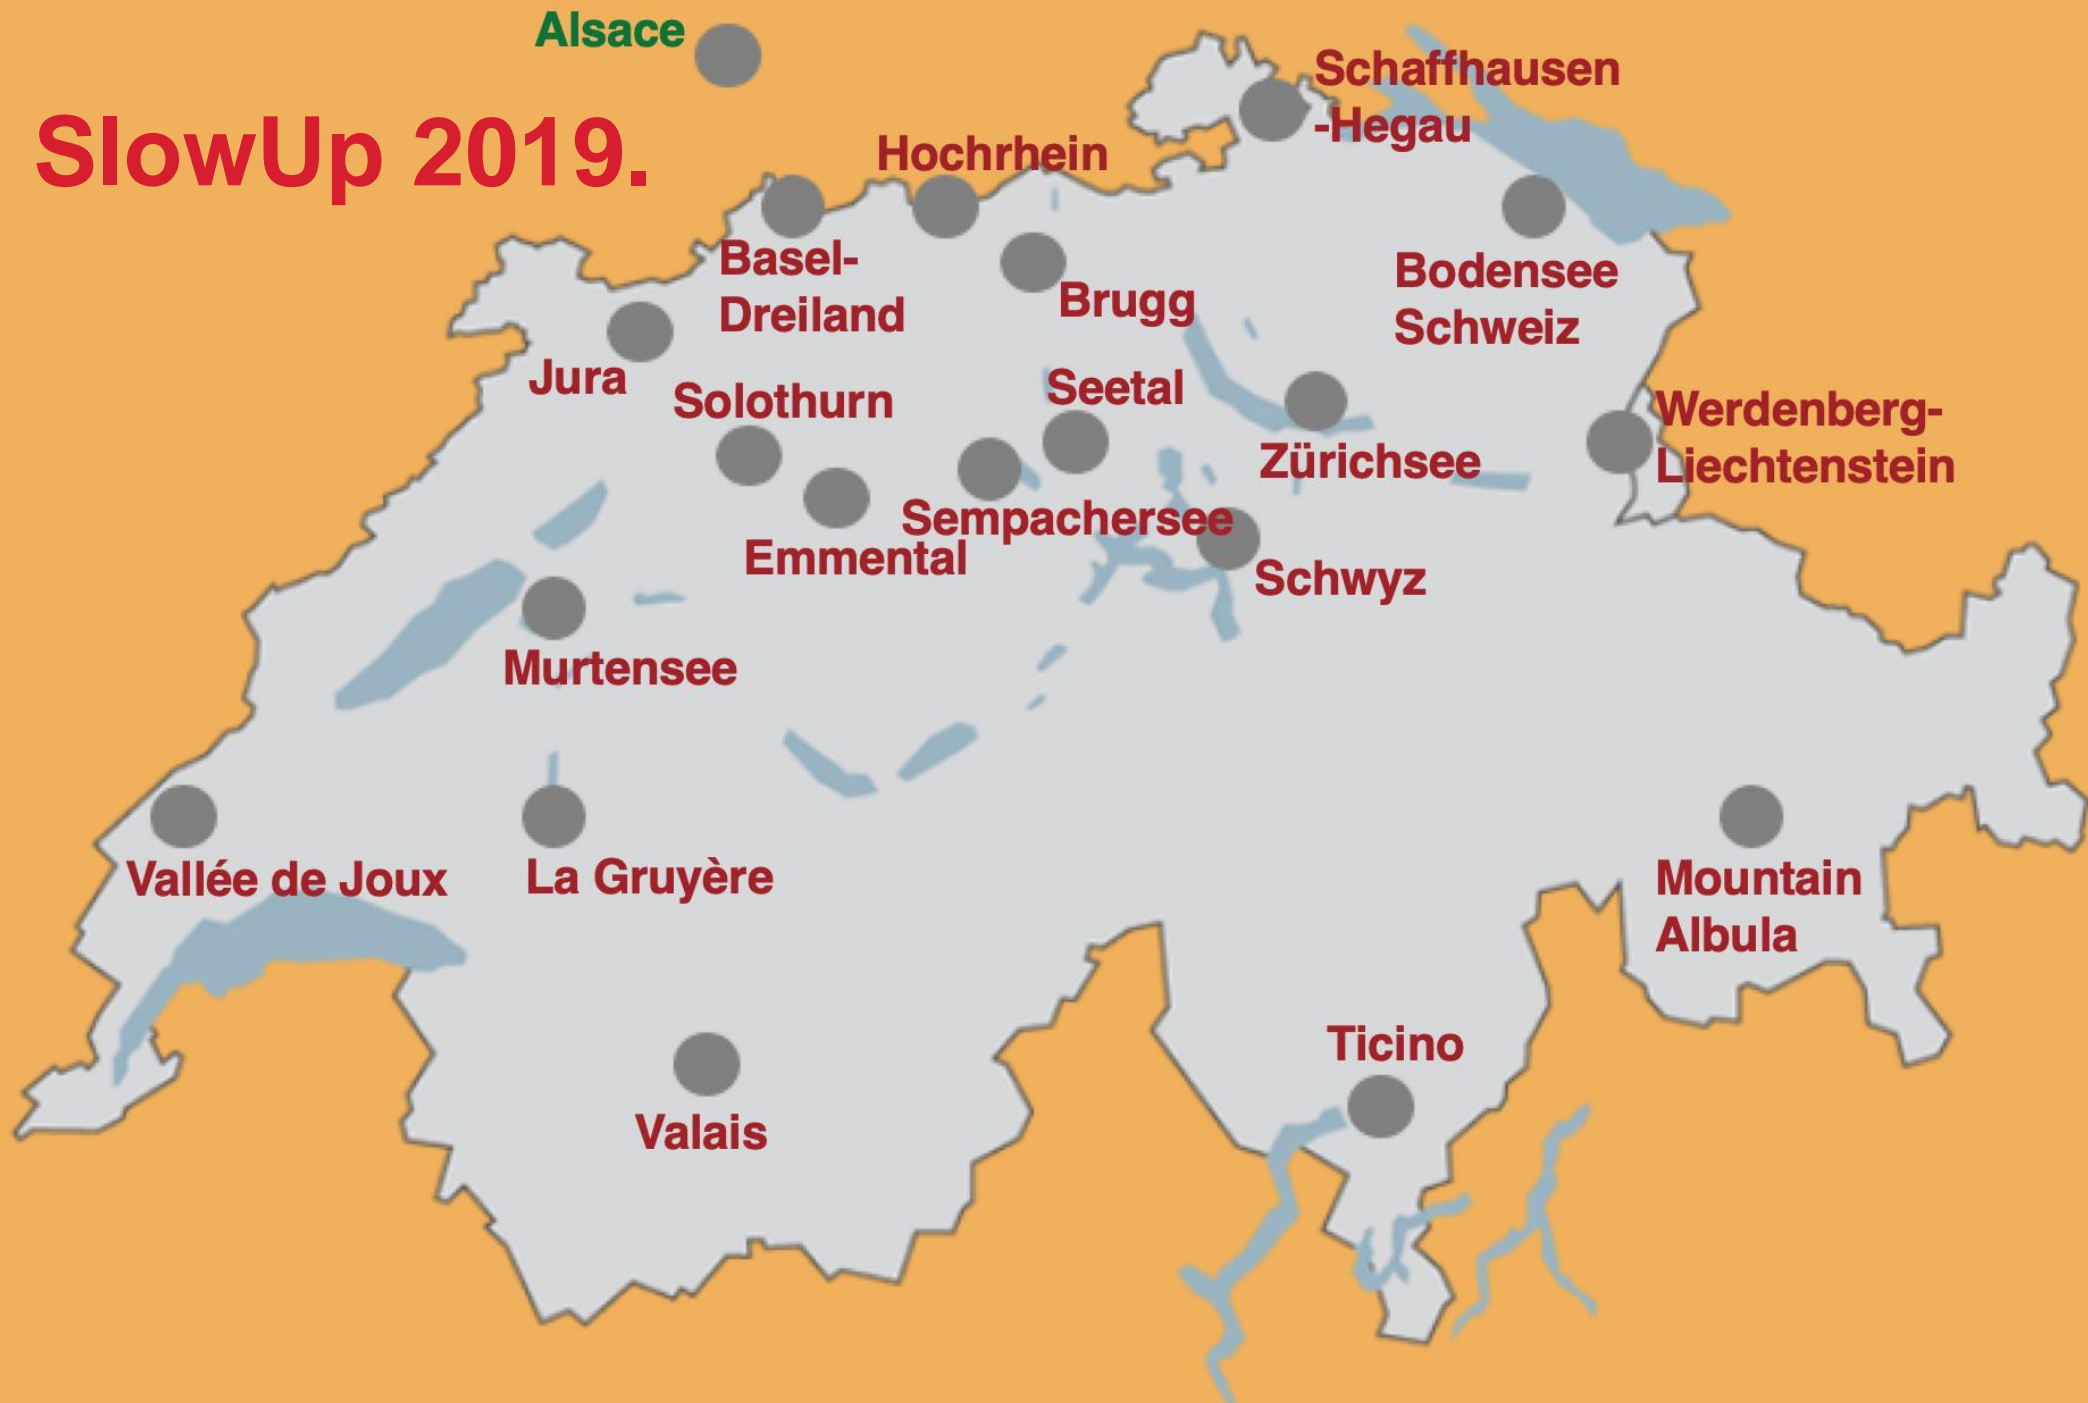 Alsace
SlowUp 2019.
Schaffhausen
-Hegau
Hochrhein
Basel-
Dreiland
Brugg
Bodensee
Schweiz
Jura
Solothurn
Seetal
Zürichsee
Werdenberg-
Liechtenstein
Sempachersee
Emmental
Schwyz
Murtensee
Vallée de Joux
La Gruyère
Mountain
Albula
Ticino
Valais